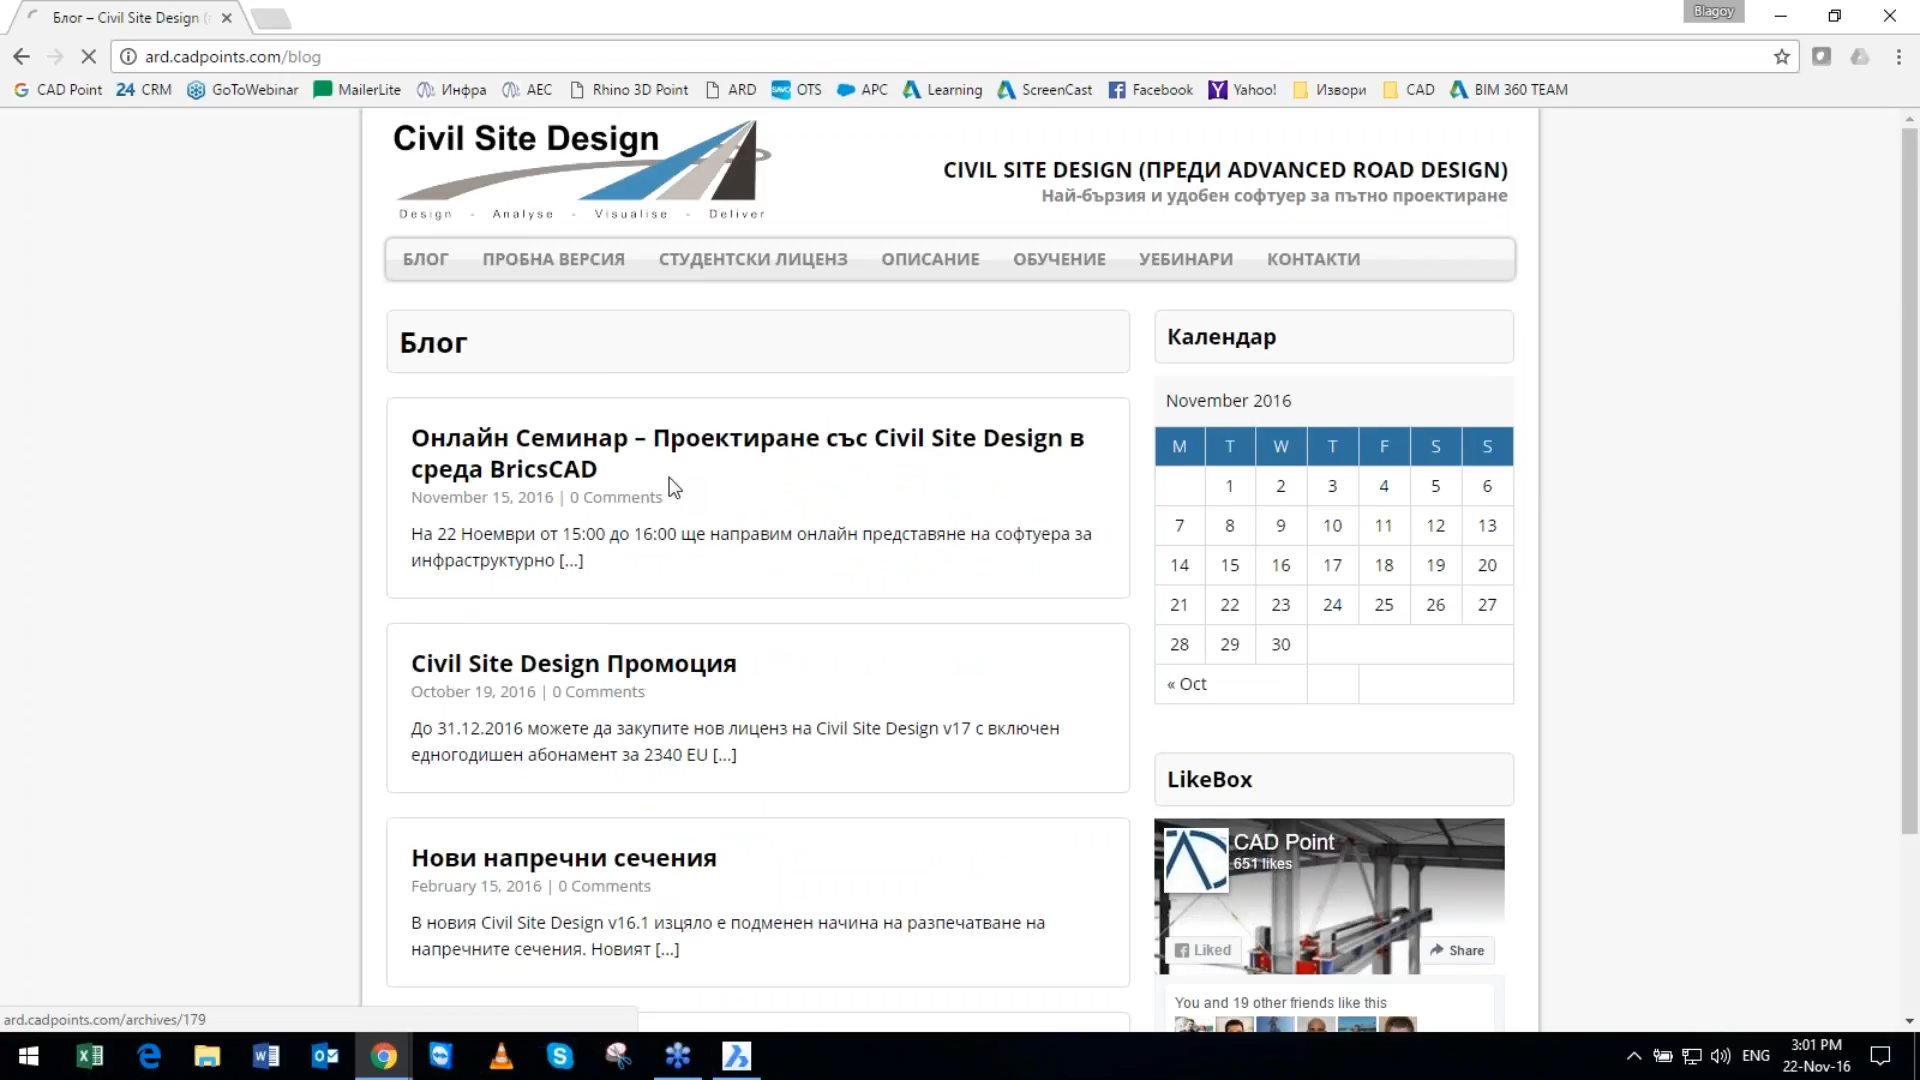 Блог – Civil Site Design (
Blagoy
ard.cadpoints.com/blog
CAD Point
24 CRM
GoToWebinar
MailerLite
Инфра
AEC
Rhino 3D Point
ARD
OTS
APC
Learning
ScreenCast
Facebook
Yahoo!
Извори
CAD
BIM 360 TEAM
Civil Site Design
Design - Analyse - Visualise - Deliver
CIVIL SITE DESIGN (ПРЕДИ ADVANCED ROAD DESIGN)
Най-бързия и удобен софтуер за пътно проектиране
БЛОГ
ПРОБНА ВЕРСИЯ
СТУДЕНТСКИ ЛИЦЕНЗ
ОПИСАНИЕ
ОБУЧЕНИЕ
УЕБИНАРИ
КОНТАКТИ
Блог
Онлайн Семинар – Проектиране със Civil Site Design в
среда BricsCAD
November 15, 2016 | 0 Comments
На 22 Ноември от 15:00 до 16:00 ще направим онлайн представяне на софтуера за
инфраструктурно [...]
Civil Site Design Промоция
October 19, 2016 | 0 Comments
До 31.12.2016 можете да закупите нов лиценз на Civil Site Design v17 с включен
едногодишен абонамент за 2340 EU [...]
Нови напречни сечения
February 15, 2016 | 0 Comments
В новия Civil Site Design v16.1 изцяло е подменен начина на разпечатване на
напречните сечения. Новият [...]
Календар
November 2016
M T W T F S S
1 2 3 4 5 6
7 8 9 10 11 12 13
14 15 16 17 18 19 20
21 22 23 24 25 26 27
28 29 30
« Oct
LikeBox
CAD Point
651 likes
Liked
Share
You and 19 other friends like this
ard.cadpoints.com/archives/179
ENG
3:01 PM
22-Nov-16